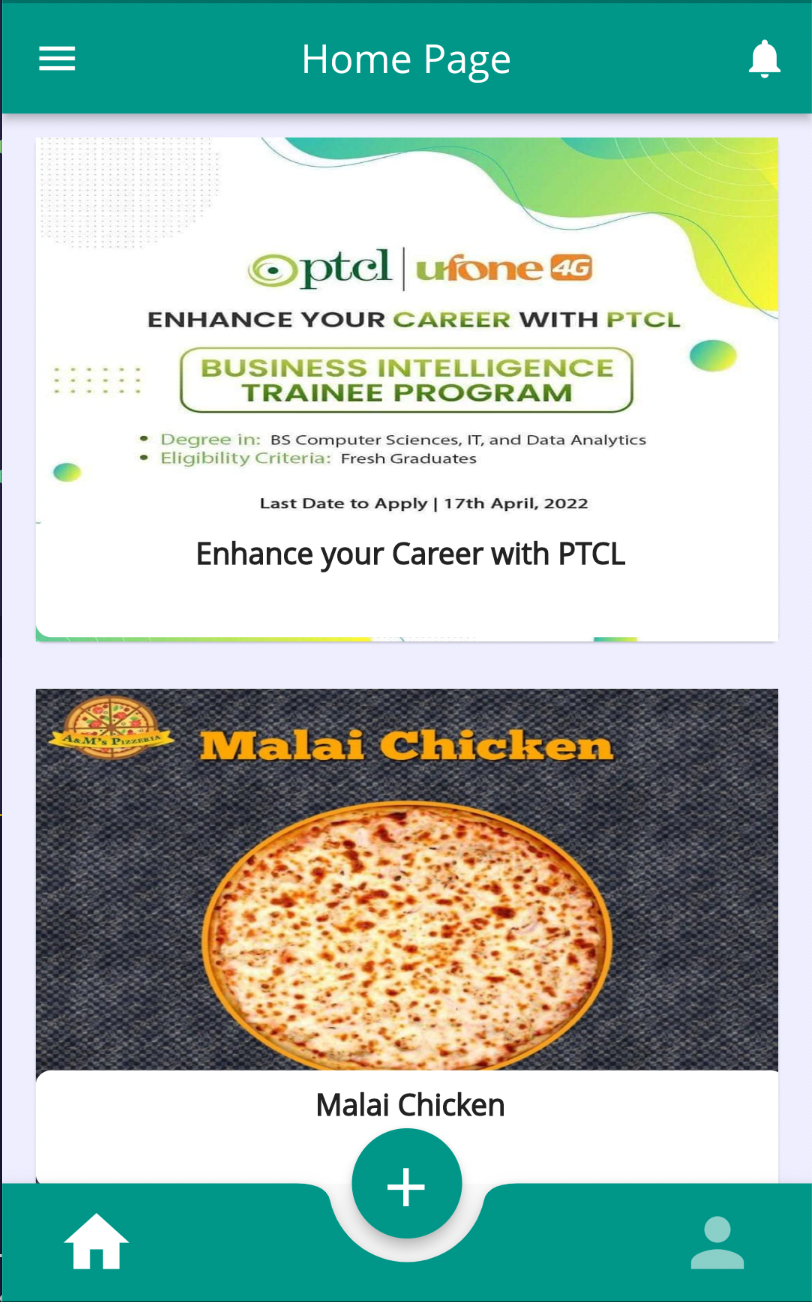 Home Page
ptcl | ufone 4G
ENHANCE YOUR CAREER WITH PTCL
BUSINESS INTELLIGENCE
TRAINEE PROGRAM
• Degree in: BS Computer Sciences, IT, and Data Analytics
• Eligibility Criteria: Fresh Graduates
Last Date to Apply | 17th April, 2022
Enhance your Career with PTCL
A&M's PIZZERIA
Malai Chicken
Malai Chicken